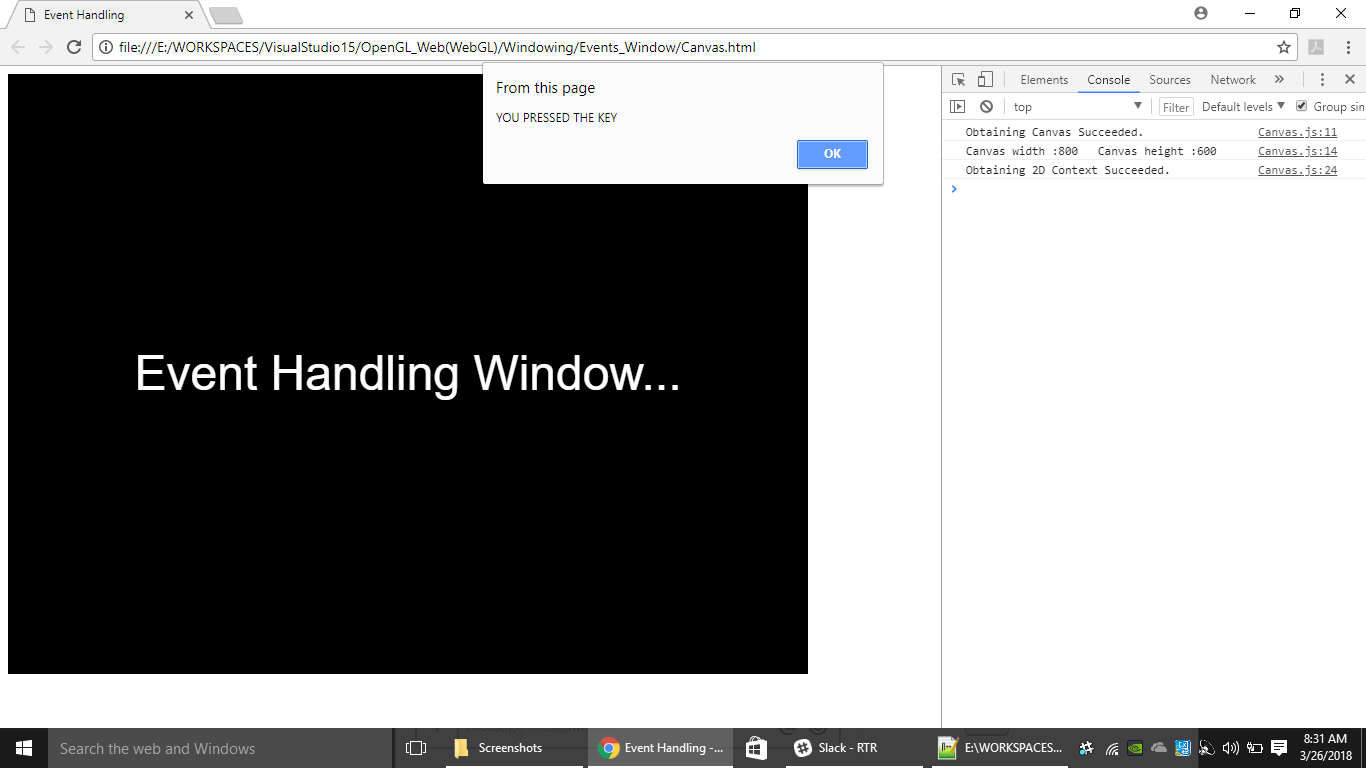 Event Handling
file:///E:/WORKSPACES/VisualStudio15/OpenGL_Web(WebGL)/Windowing/Events_Window/Canvas.html
From this page
YOU PRESSED THE KEY
OK
Event Handling Window...
Elements Console Sources Network »
top Filter Default levels Group sin
Obtaining Canvas Succeeded. Canvas.js:11
Canvas width :800 Canvas height :600 Canvas.js:14
Obtaining 2D Context Succeeded. Canvas.js:24
>
Search the web and Windows
Screenshots
Event Handling -...
Slack - RTR
E:\WORKSPACES...
8:31 AM
3/26/2018